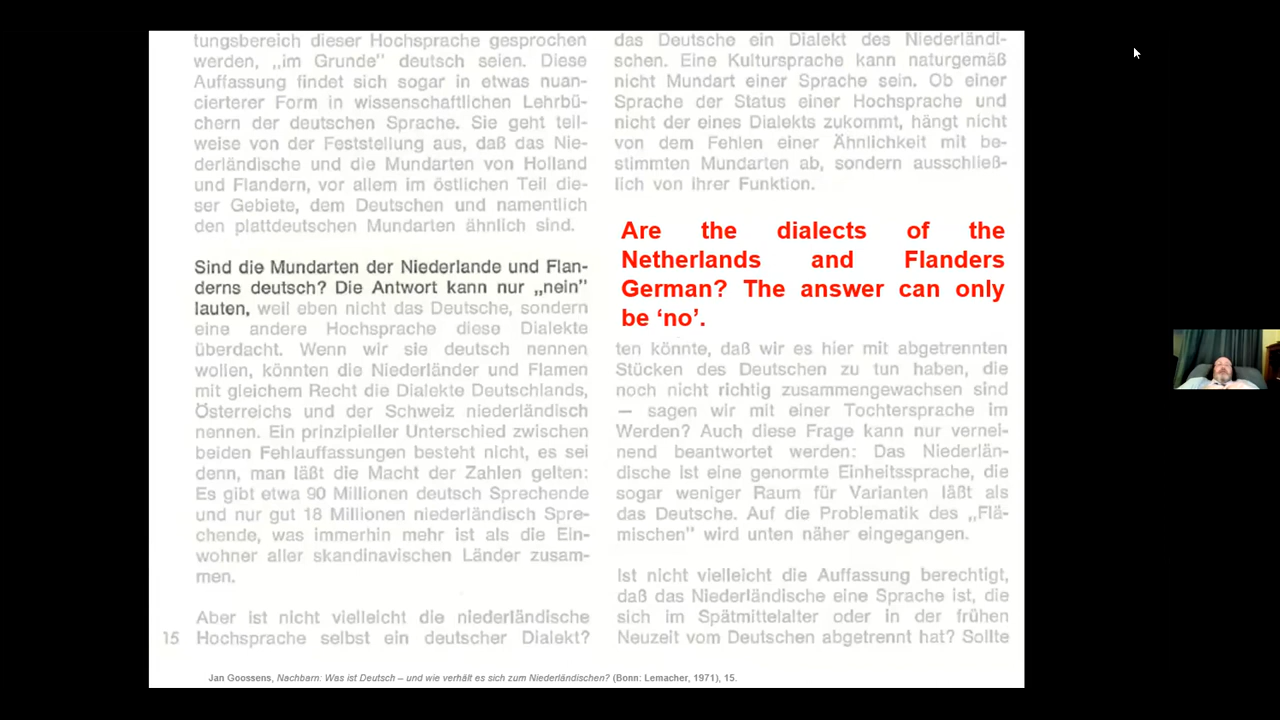 tungsbereich dieser Hochsprache gesprochen
werden, „im Grunde” deutsch seien. Diese
Auffassung findet sich sogar in etwas nuan-
cierterer Form in wissenschaftlichen Lehrbü-
chern der deutschen Sprache. Sie geht teil-
weise von der Feststellung aus, daß das Nie-
derländische und die Mundarten von Holland
und Flandern, vor allem im östlichen Teil die-
ser Gebiete, dem Deutschen und namentlich
den plattdeutschen Mundarten ähnlich sind.
Sind die Mundarten der Niederlande und Flan-
derns deutsch? Die Antwort kann nur „nein”
lauten, weil eben nicht das Deutsche, sondern
eine andere Hochsprache diese Dialekte
überdacht. Wenn wir sie deutsch nennen
wollen, könnten die Niederländer und Flamen
mit gleichem Recht die Dialekte Deutschlands,
Österreichs und der Schweiz niederländisch
nennen. Ein prinzipieller Unterschied zwischen
beiden Fehlauffassungen besteht nicht, es sei
denn, man läßt die Macht der Zahlen gelten:
Es gibt etwa 90 Millionen deutsch Sprechende
und nur gut 18 Millionen niederländisch Spre-
chende, was immerhin mehr ist als die Ein-
wohner aller skandinavischen Länder zusam-
men.
Aber ist nicht vielleicht die niederländische
15 Hochsprache selbst ein deutscher Dialekt?
das Deutsche ein Dialekt des Niederländi-
schen. Eine Kultursprache kann naturgemäß
nicht Mundart einer Sprache sein. Ob einer
Sprache der Status einer Hochsprache und
nicht der eines Dialekts zukommt, hängt nicht
von dem Fehlen einer Ähnlichkeit mit be-
stimmten Mundarten ab, sondern ausschließ-
lich von ihrer Funktion.
Are the dialects of the
Netherlands and Flanders
German? The answer can only
be ‘no’.
ten könnte, daß wir es hier mit abgetrennten
Stücken des Deutschen zu tun haben, die
noch nicht richtig zusammengewachsen sind
— sagen wir mit einer Tochtersprache im
Werden? Auch diese Frage kann nur vernei-
nend beantwortet werden: Das Niederlän-
dische ist eine genormte Einheitssprache, die
sogar weniger Raum für Varianten läßt als
das Deutsche. Auf die Problematik des „Flä-
mischen” wird unten näher eingegangen.
Ist nicht vielleicht die Auffassung berechtigt,
daß das Niederländische eine Sprache ist, die
sich im Spätmittelalter oder in der frühen
Neuzeit vom Deutschen abgetrennt hat? Sollte
Jan Goossens, Nachbarn: Was ist Deutsch – und wie verhält es sich zum Niederländischen? (Bonn: Lemacher, 1971), 15.